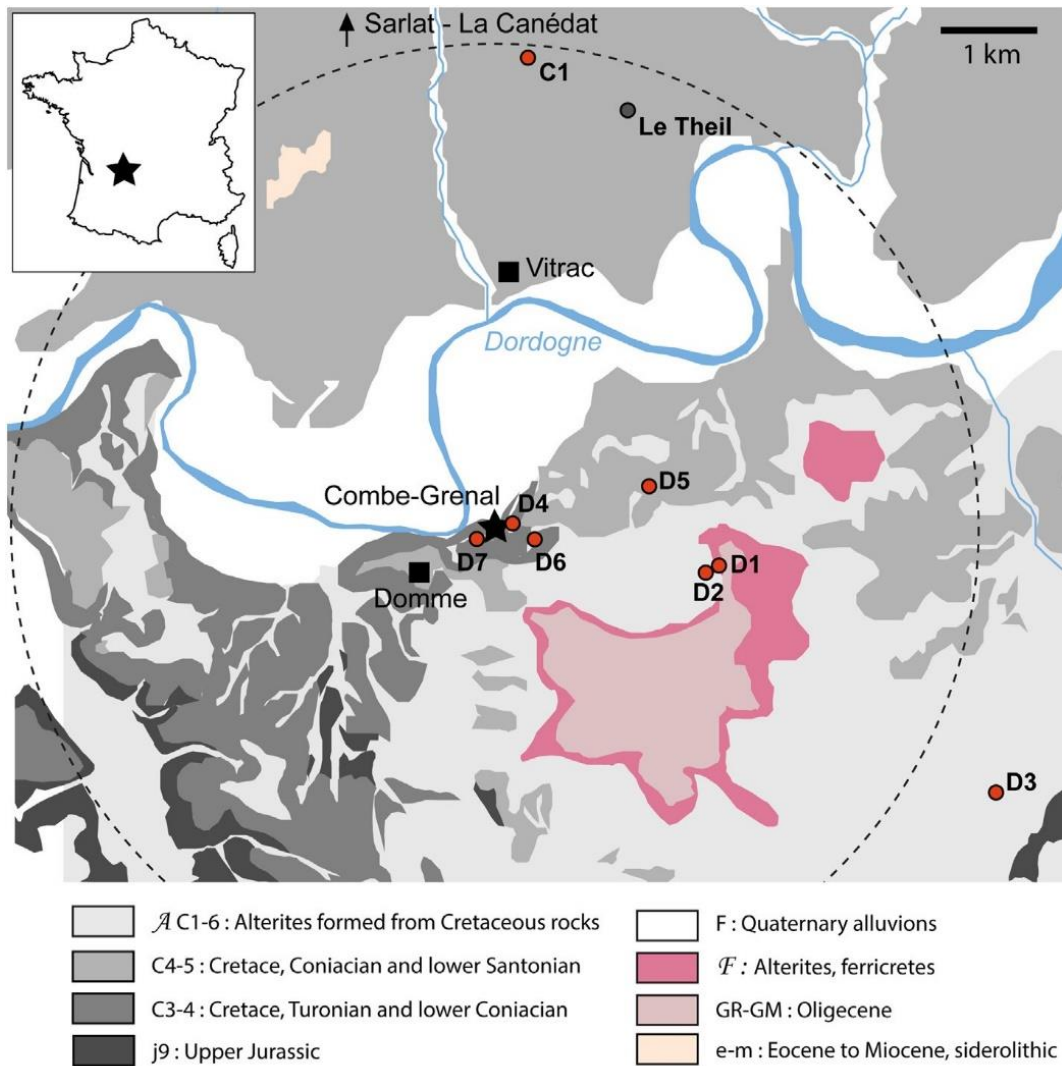 Sarlat - La Canédat
1 km
C1
Le Theil
Vitrac
Dordogne
Combe-Grenal
D4
D5
D7
D6
D1
D2
Domme
D3
A C1-6 : Alterites formed from Cretaceous rocks
C4-5 : Cretace, Coniacian and lower Santonian
C3-4 : Cretace, Turonian and lower Coniacian
j9 : Upper Jurassic
F : Quaternary alluvions
F : Alterites, ferricretes
GR-GM : Oligecene
e-m : Eocene to Miocene, siderolithic